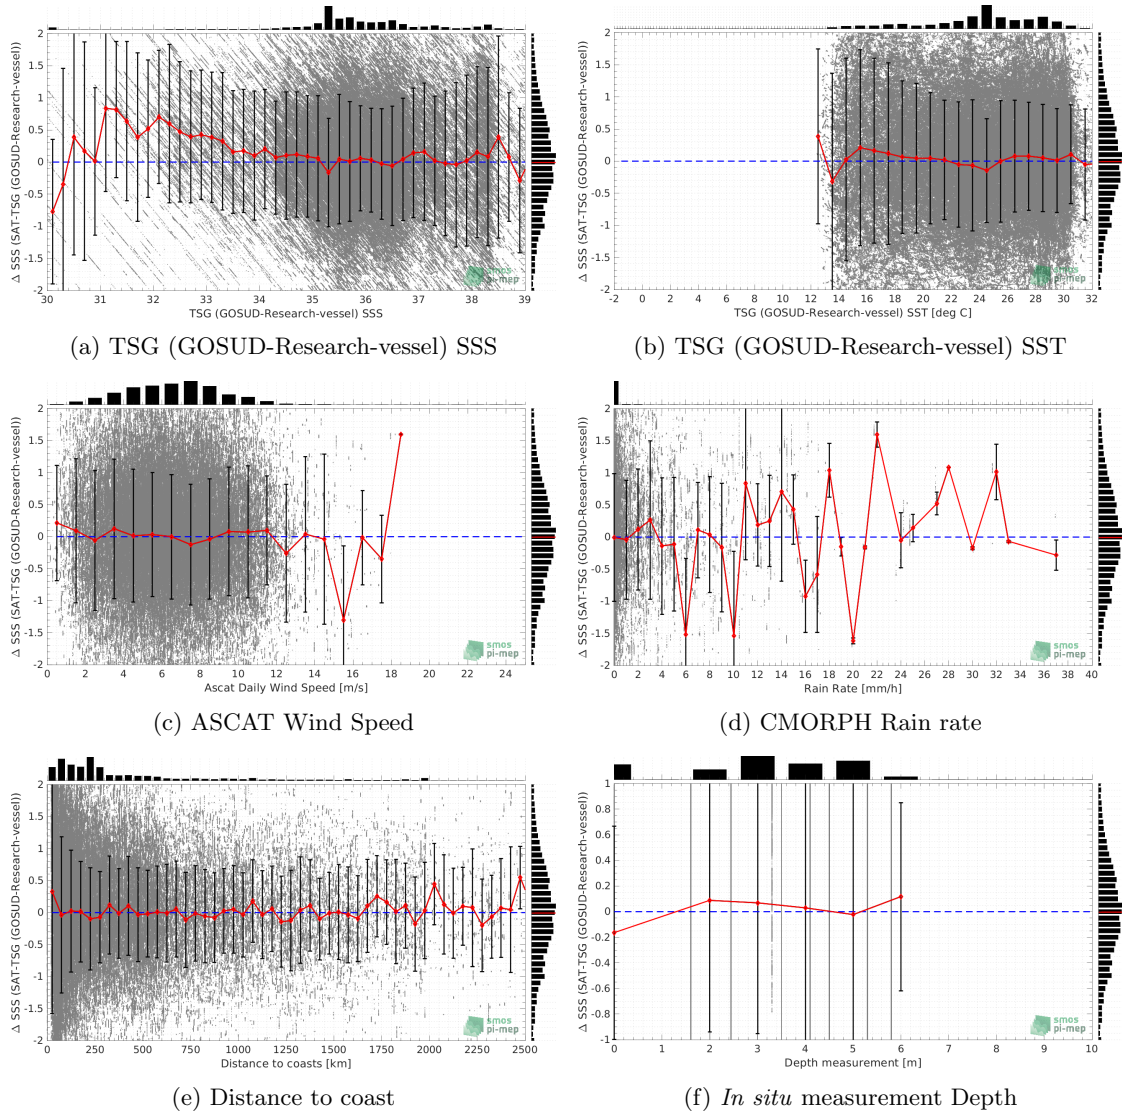 2
1.5
1
0.5
0
-0.5
-1
-1.5
-2
Δ SSS (SAT-TSG (GOSUD-Research-vessel))
30 31 32 33 34 35 36 37 38 39
TSG (GOSUD-Research-vessel) SSS
smos
pi-mep
(a) TSG (GOSUD-Research-vessel) SSS
2
1.5
1
0.5
0
-0.5
-1
-1.5
-2
Δ SSS (SAT-TSG (GOSUD-Research-vessel))
-2 0 2 4 6 8 10 12 14 16 18 20 22 24 26 28 30 32
TSG (GOSUD-Research-vessel) SST [deg C]
smos
pi-mep
(b) TSG (GOSUD-Research-vessel) SST
2
1.5
1
0.5
0
-0.5
-1
-1.5
-2
Δ SSS (SAT-TSG (GOSUD-Research-vessel))
0 2 4 6 8 10 12 14 16 18 20 22 24
Ascat Daily Wind Speed [m/s]
smos
pi-mep
(c) ASCAT Wind Speed
2
1.5
1
0.5
0
-0.5
-1
-1.5
-2
Δ SSS (SAT-TSG (GOSUD-Research-vessel))
0 2 4 6 8 10 12 14 16 18 20 22 24 26 28 30 32 34 36 38 40
Rain Rate [mm/h]
smos
pi-mep
(d) CMORPH Rain rate
2
1.5
1
0.5
0
-0.5
-1
-1.5
-2
Δ SSS (SAT-TSG (GOSUD-Research-vessel))
0 250 500 750 1000 1250 1500 1750 2000 2250 2500
Distance to coasts [km]
smos
pi-mep
(e) Distance to coast
1
0.8
0.6
0.4
0.2
0
-0.2
-0.4
-0.6
-0.8
-1
Δ SSS (SAT-TSG (GOSUD-Research-vessel))
0 1 2 3 4 5 6 7 8 9 10
Depth measurement [m]
smos
pi-mep
(f) In situ measurement Depth